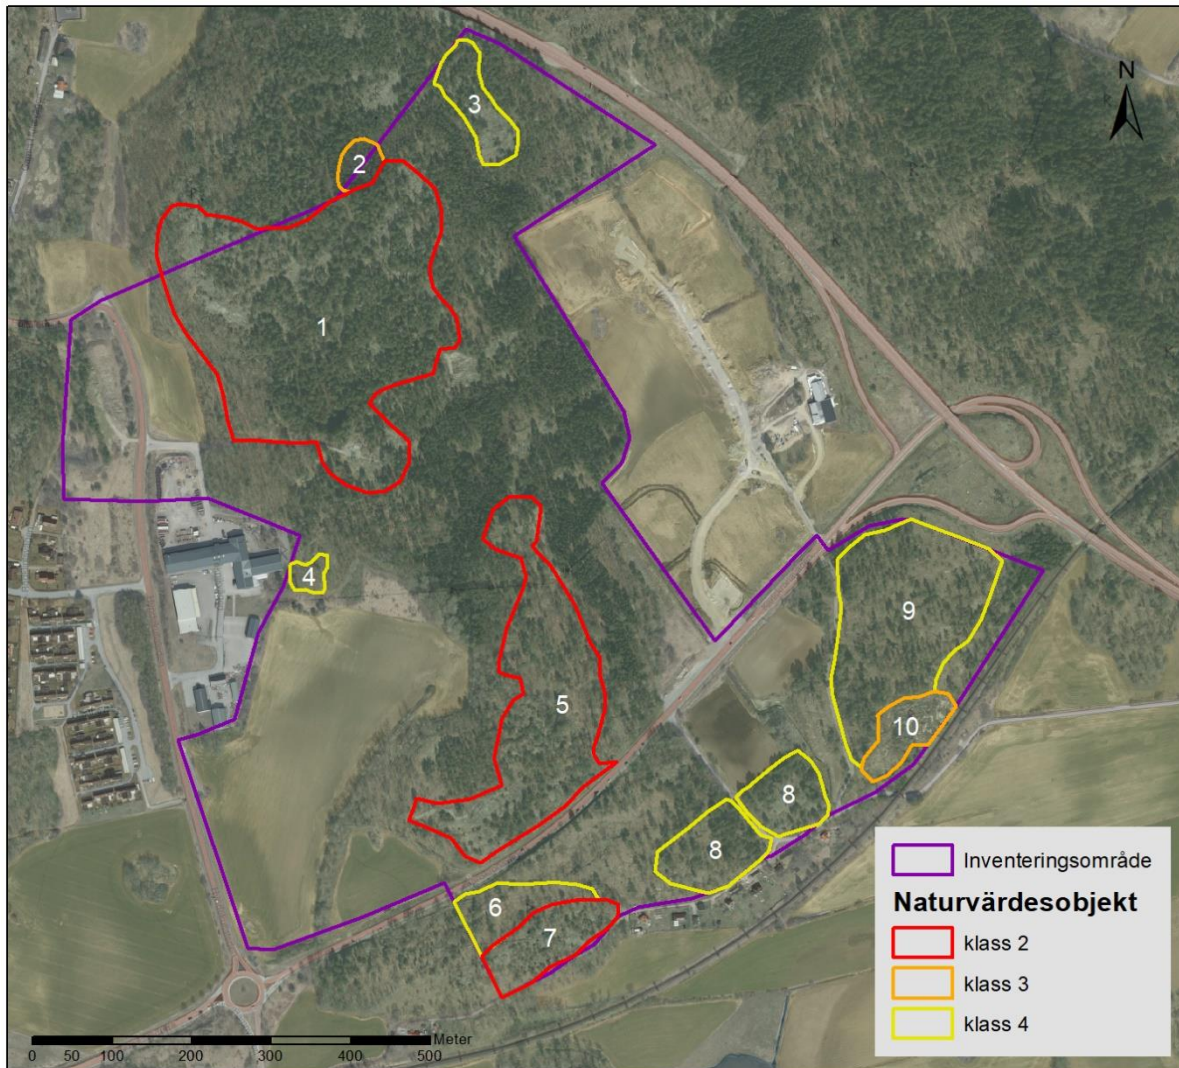 N
3
2
1
4
9
5
10
8
8
6
7
Inventeringsområde
Naturvärdesobjekt
klass 2
klass 3
klass 4
Meter
0 50 100 200 300 400 500